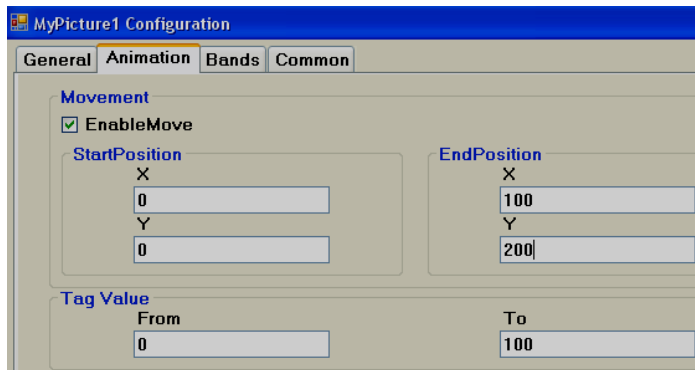 MyPicture1 Configuration
General Animation Bands Common
Movement
EnableMove
StartPosition EndPosition
X X
0 100
Y Y
0 200
Tag Value
From To
0 100